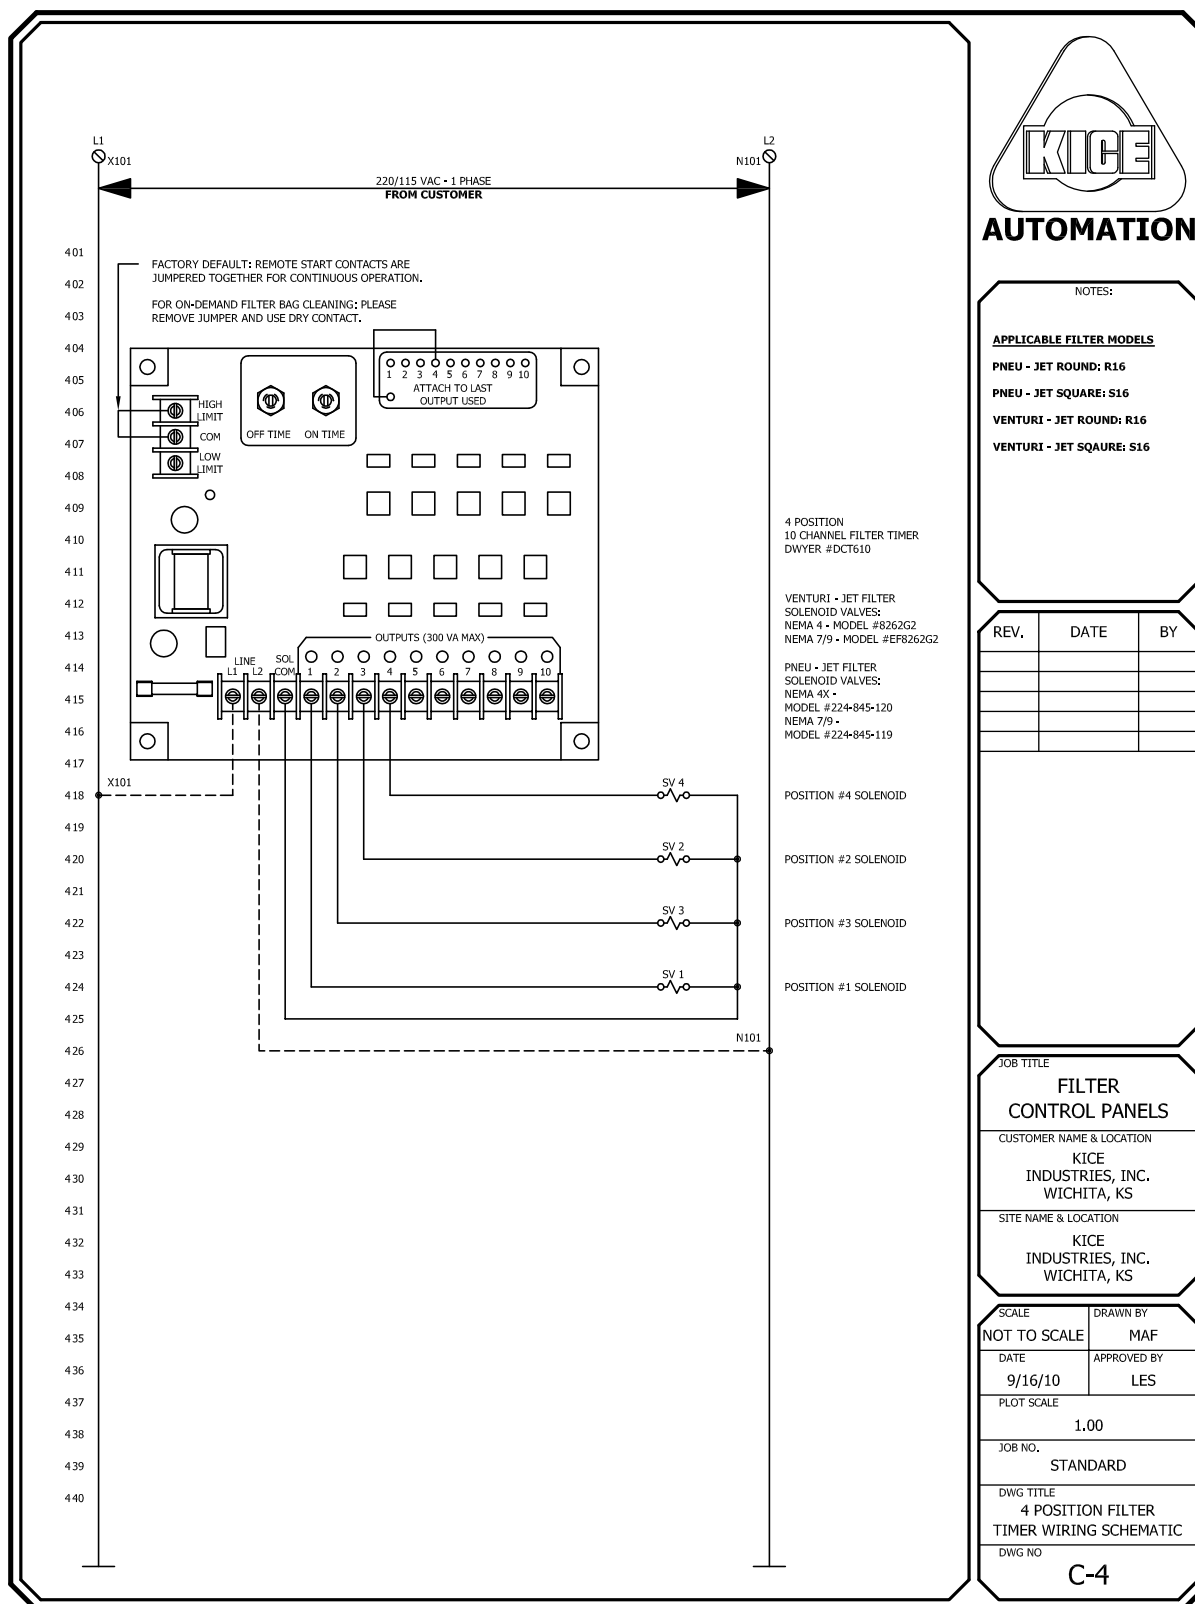 L1
X101
L2
N101
220/115 VAC - 1 PHASE
FROM CUSTOMER
401
402
403
404
405
406
407
408
409
410
411
412
413
414
415
416
417
418
419
420
421
422
423
424
425
426
427
428
429
430
431
432
433
434
435
436
437
438
439
440
FACTORY DEFAULT: REMOTE START CONTACTS ARE
JUMPERED TOGETHER FOR CONTINUOUS OPERATION.
FOR ON-DEMAND FILTER BAG CLEANING: PLEASE
REMOVE JUMPER AND USE DRY CONTACT.
HIGH
LIMIT
COM
LOW
LIMIT
OFF TIME ON TIME
1 2 3 4 5 6 7 8 9 10
ATTACH TO LAST
OUTPUT USED
OUTPUTS (300 VA MAX)
LINE
L1 L2
SOL
COM
1 2 3 4 5 6 7 8 9 10
X101
SV 4
SV 2
SV 3
SV 1
N101
4 POSITION
10 CHANNEL FILTER TIMER
DWYER #DCT610
VENTURI - JET FILTER
SOLENOID VALVES:
NEMA 4 - MODEL #8262G2
NEMA 7/9 - MODEL #EF8262G2
PNEU - JET FILTER
SOLENOID VALVES:
NEMA 4X -
MODEL #224-845-120
NEMA 7/9 -
MODEL #224-845-119
POSITION #4 SOLENOID
POSITION #2 SOLENOID
POSITION #3 SOLENOID
POSITION #1 SOLENOID
KICE
AUTOMATION
NOTES:
APPLICABLE FILTER MODELS
PNEU - JET ROUND: R16
PNEU - JET SQUARE: S16
VENTURI - JET ROUND: R16
VENTURI - JET SQAURE: S16
REV. DATE BY
JOB TITLE
FILTER
CONTROL PANELS
CUSTOMER NAME & LOCATION
KICE
INDUSTRIES, INC.
WICHITA, KS
SITE NAME & LOCATION
KICE
INDUSTRIES, INC.
WICHITA, KS
SCALE
NOT TO SCALE
DRAWN BY
MAF
DATE
9/16/10
APPROVED BY
LES
PLOT SCALE
1.00
JOB NO.
STANDARD
DWG TITLE
4 POSITION FILTER
TIMER WIRING SCHEMATIC
DWG NO
C-4